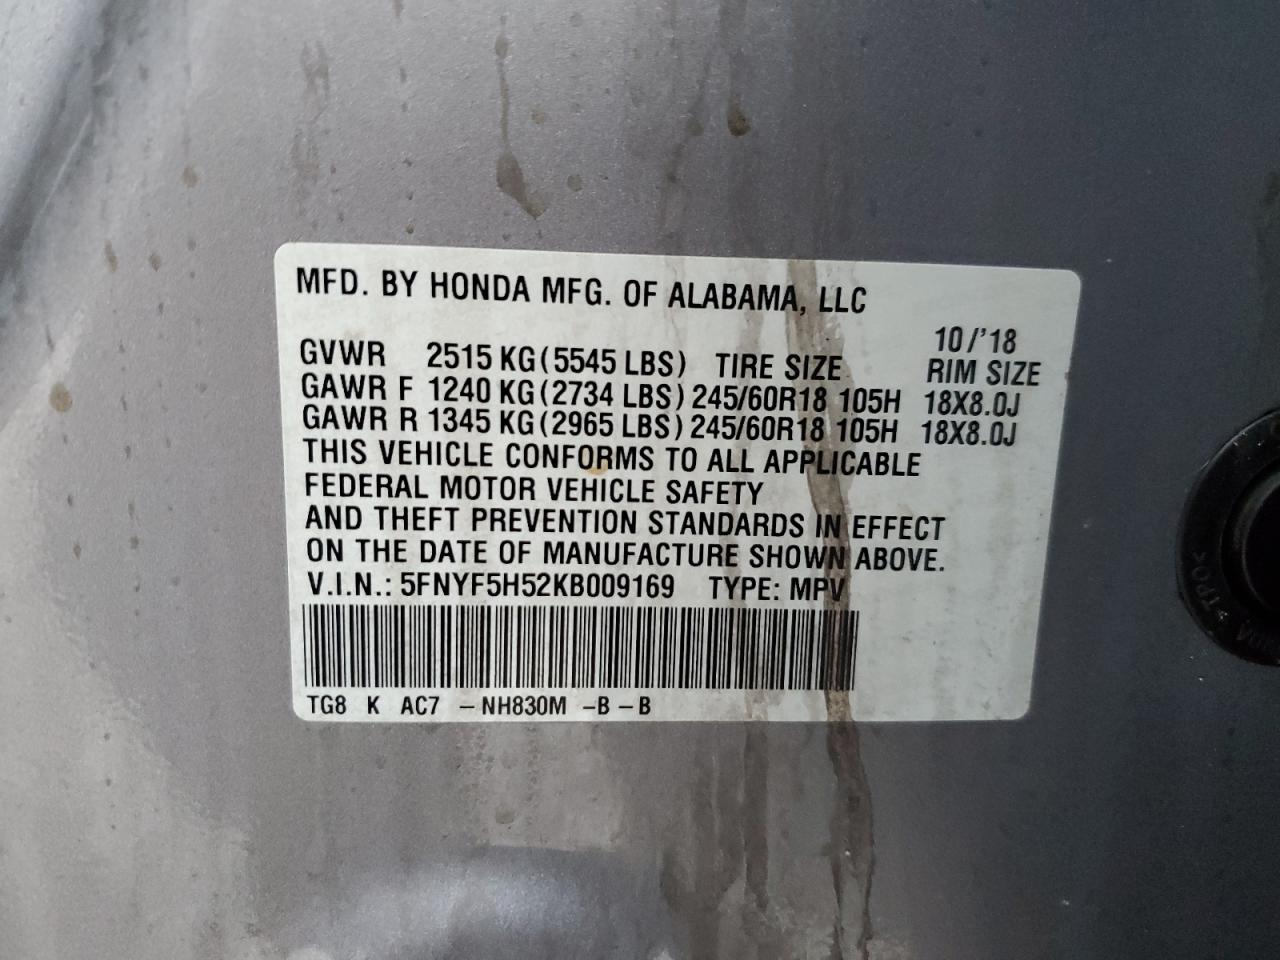 MFD. BY HONDA MFG. OF ALABAMA, LLC
10/'18
GVWR 2515 KG (5545 LBS) TIRE SIZE RIM SIZE
GAWR F 1240 KG (2734 LBS) 245/60R18 105H 18X8.0J
GAWR R 1345 KG (2965 LBS) 245/60R18 105H 18X8.0J
THIS VEHICLE CONFORMS TO ALL APPLICABLE
FEDERAL MOTOR VEHICLE SAFETY
AND THEFT PREVENTION STANDARDS IN EFFECT
ON THE DATE OF MANUFACTURE SHOWN ABOVE.
V.I.N.: 5FNYF5H52KB009169 TYPE: MPV
TG8 K AC7 – NH830M – B – B
>TPO<